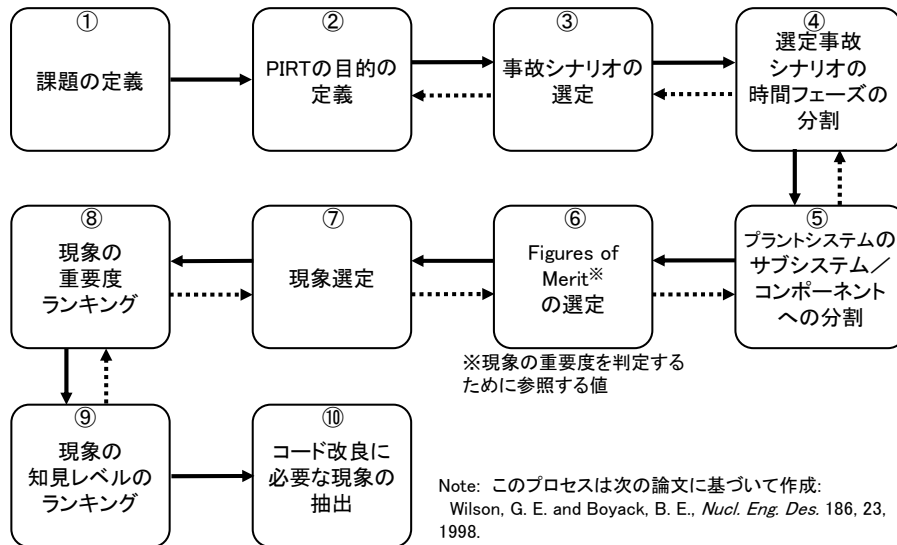 ①
課題の定義
②
PIRTの目的の
定義
③
事故シナリオの
選定
④
選定事故
シナリオの
時間フェーズの
分割
⑤
プラントシステムの
サブシステム／
コンポーネント
への分割
⑥
Figures of
Merit※
の選定
※現象の重要度を判定する
ために参照する値
⑦
現象選定
⑧
現象の
重要度
ランキング
⑨
現象の
知見レベルの
ランキング
⑩
コード改良に
必要な現象の
抽出
Note: このプロセスは次の論文に基づいて作成:
Wilson, G. E. and Boyack, B. E., Nucl. Eng. Des. 186, 23,
1998.